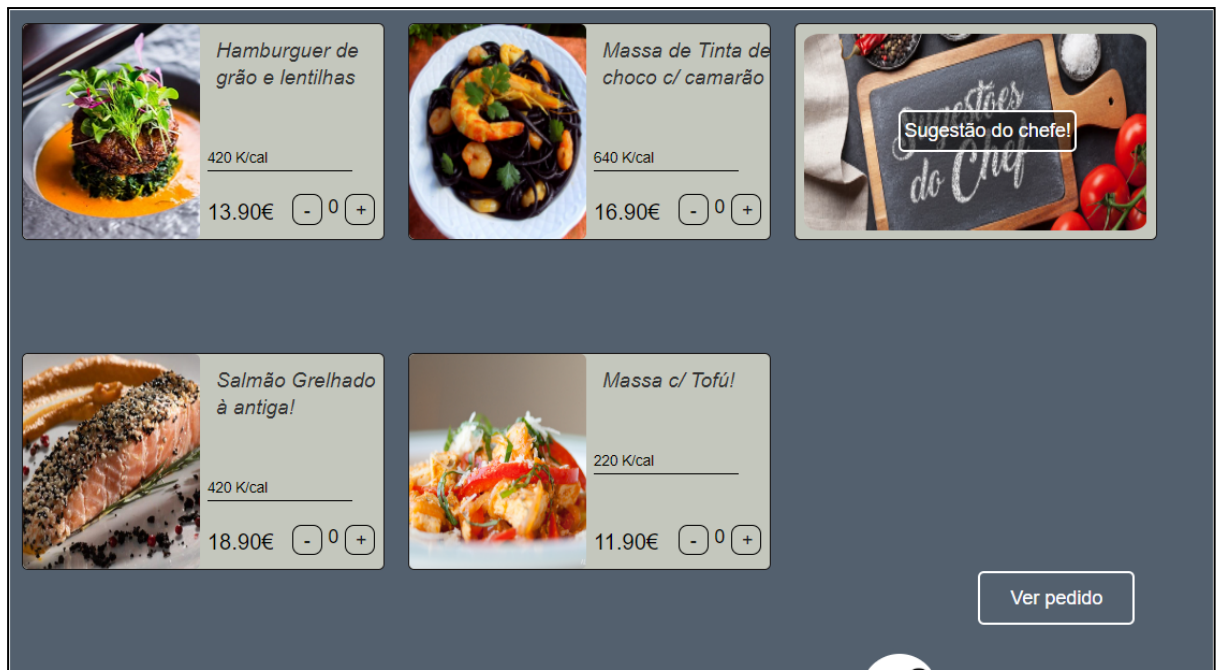 Hamburguer de
grão e lentilhas
420 K/cal
13.90€ - 0 +
Massa de Tinta de
choco c/ camarão
640 K/cal
16.90€ - 0 +
Sugestões
do Chef
Sugestão do chefe!
Salmão Grelhado
à antiga!
420 K/cal
18.90€ - 0 +
Massa c/ Tofú!
220 K/cal
11.90€ - 0 +
Ver pedido